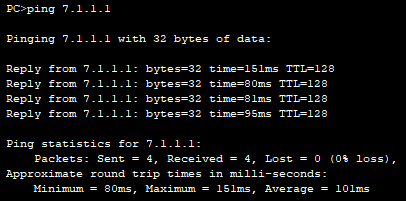 PC>ping 7.1.1.1
Pinging 7.1.1.1 with 32 bytes of data:
Reply from 7.1.1.1: bytes=32 time=151ms TTL=128
Reply from 7.1.1.1: bytes=32 time=80ms TTL=128
Reply from 7.1.1.1: bytes=32 time=81ms TTL=128
Reply from 7.1.1.1: bytes=32 time=95ms TTL=128
Ping statistics for 7.1.1.1:
Packets: Sent = 4, Received = 4, Lost = 0 (0% loss),
Approximate round trip times in milli-seconds:
Minimum = 80ms, Maximum = 151ms, Average = 101ms